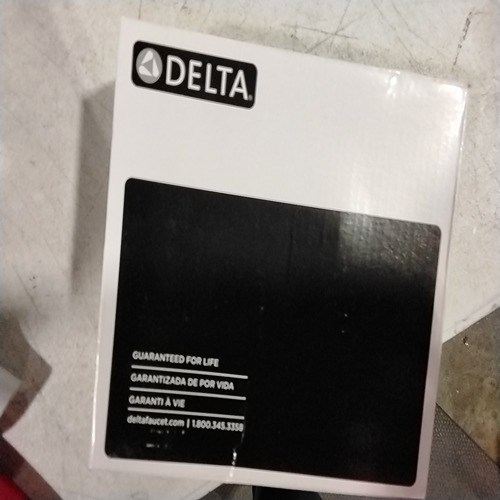 DELTA
GUARANTEED FOR LIFE
GARANTIZADA DE POR VIDA
GARANTI À VIE
deltafaucet.com | 1.800.345.3358